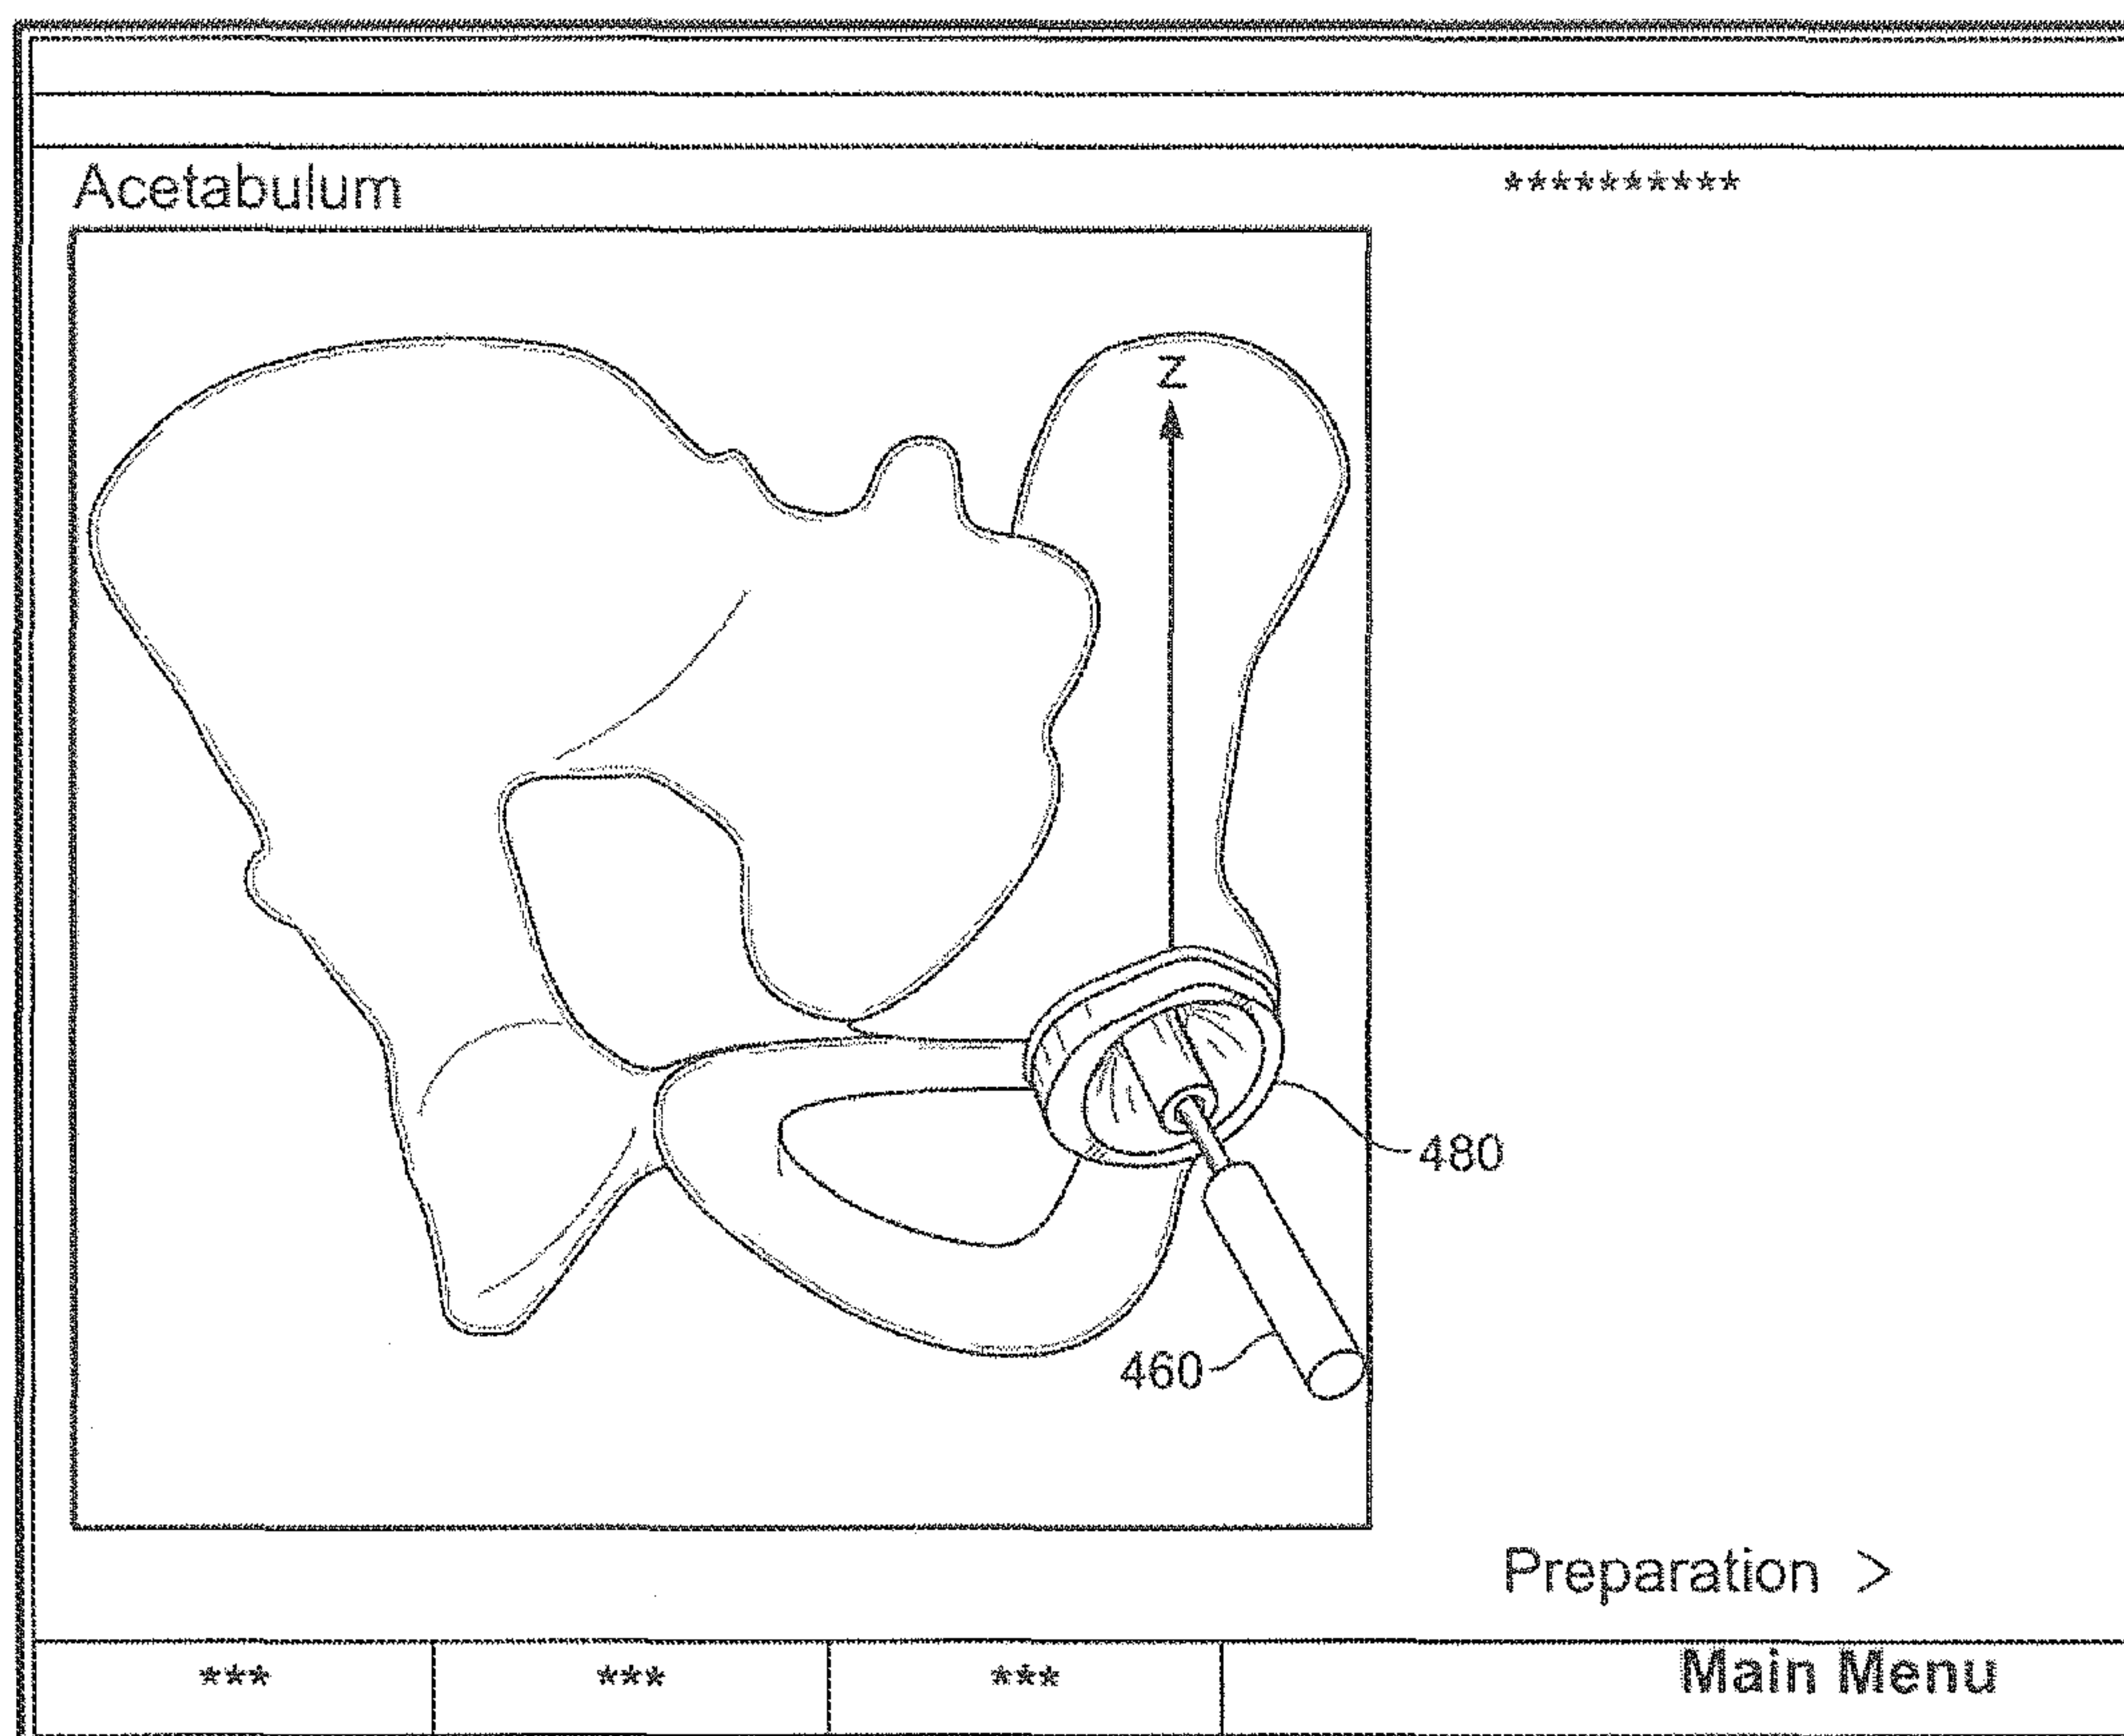 Acetabulum
**********
Z
480
460
Preparation >
*** *** *** Main Menu